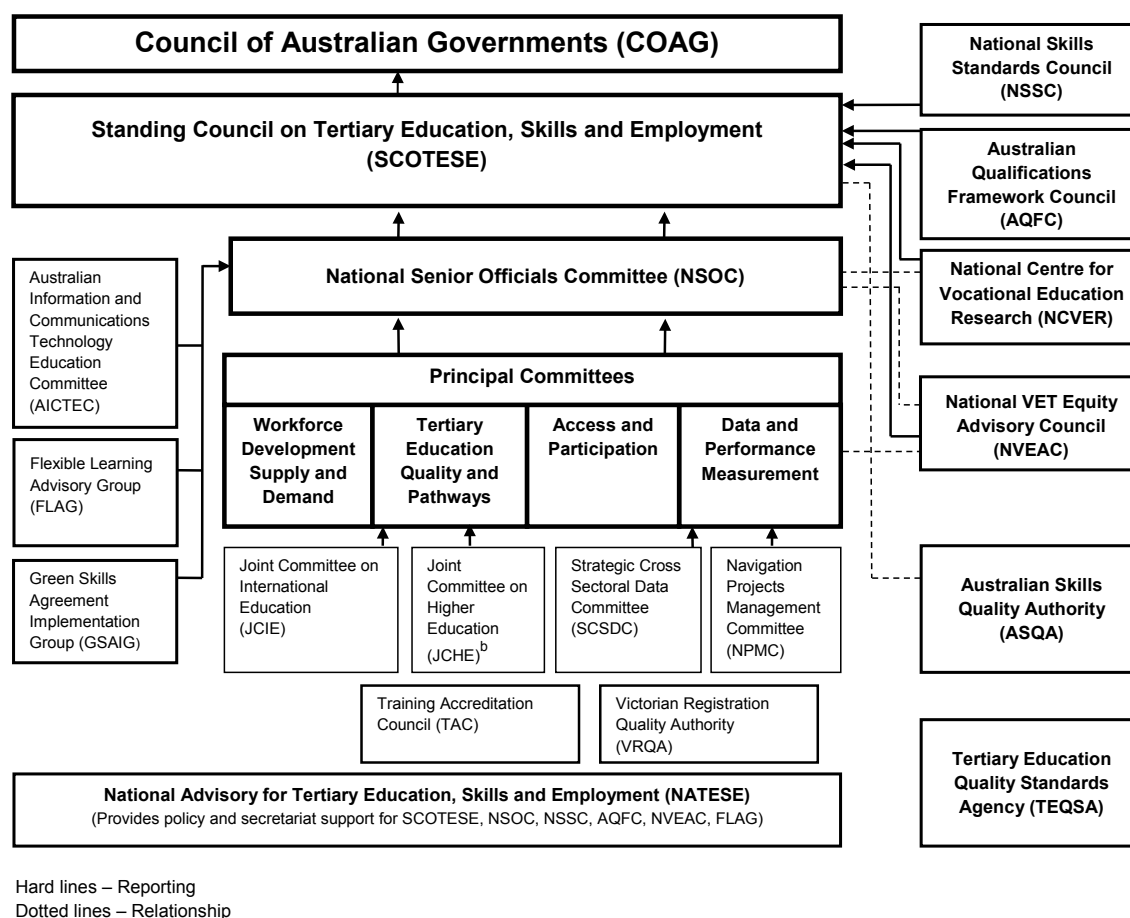 Council of Australian Governments (COAG)
Standing Council on Tertiary Education, Skills and Employment
(SCOTESE)
National Senior Officials Committee (NSOC)
Principal Committees
Workforce
Development
Supply and
Demand
Tertiary
Education
Quality and
Pathways
Access and
Participation
Data and
Performance
Measurement
Australian
Information and
Communications
Technology
Education
Committee
(AICTEC)
Flexible Learning
Advisory Group
(FLAG)
Green Skills
Agreement
Implementation
Group (GSAIG)
Joint Committee on
International
Education
(JCIE)
Joint
Committee on
Higher
Education
(JCHE)b
Strategic Cross
Sectoral Data
Committee
(SCSDC)
Navigation
Projects
Management
Committee
(NPMC)
Training Accreditation
Council (TAC)
Victorian Registration
Quality Authority
(VRQA)
National Advisory for Tertiary Education, Skills and Employment (NATESE)
(Provides policy and secretariat support for SCOTESE, NSOC, NSSC, AQFC, NVEAC, FLAG)
National Skills
Standards Council
(NSSC)
Australian
Qualifications
Framework Council
(AQFC)
National Centre for
Vocational Education
Research (NCVER)
National VET Equity
Advisory Council
(NVEAC)
Australian Skills
Quality Authority
(ASQA)
Tertiary Education
Quality Standards
Agency (TEQSA)
Hard lines – Reporting
Dotted lines – Relationship